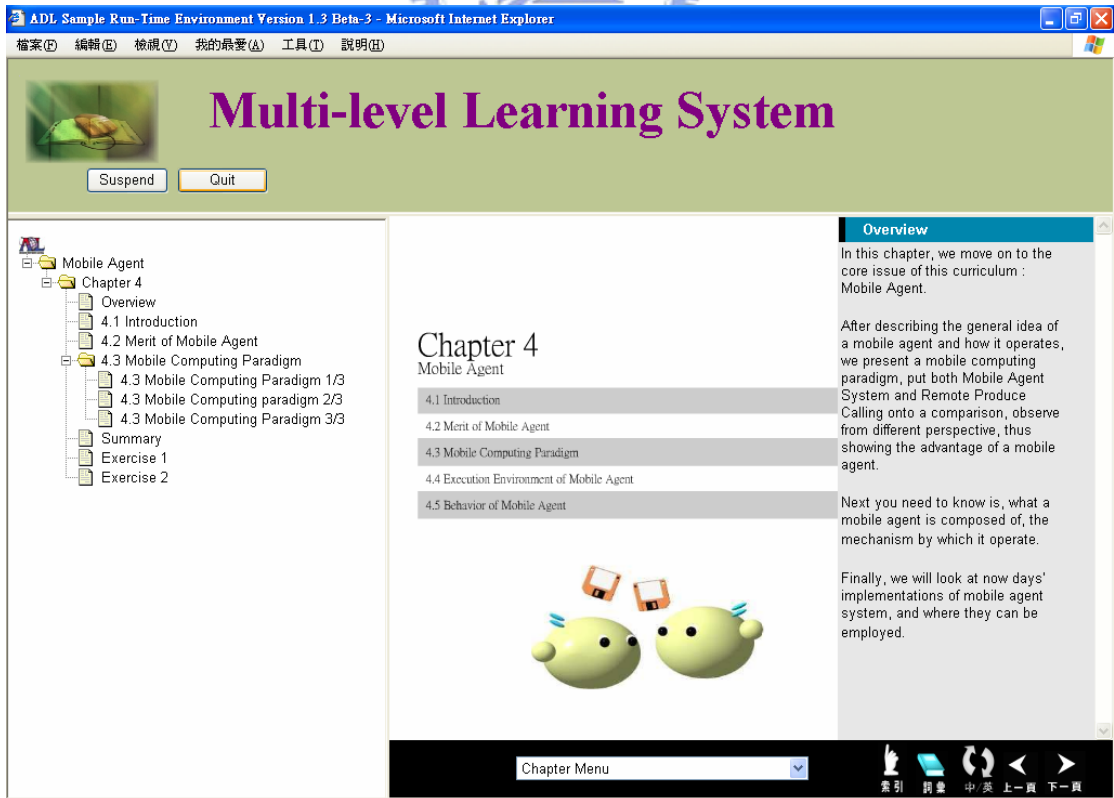 ADL Sample Run-Time Environment Version 1.3 Beta-3 - Microsoft Internet Explorer
檔案(F) 編輯(E) 檢視(V) 我的最愛(A) 工具(T) 說明(H)
Multi-level Learning System
Suspend Quit
ADL
Mobile Agent
Chapter 4
Overview
4.1 Introduction
4.2 Merit of Mobile Agent
4.3 Mobile Computing Paradigm
4.3 Mobile Computing Paradigm 1/3
4.3 Mobile Computing paradigm 2/3
4.3 Mobile Computing Paradigm 3/3
Summary
Exercise 1
Exercise 2
Chapter 4
Mobile Agent
4.1 Introduction
4.2 Merit of Mobile Agent
4.3 Mobile Computing Paradigm
4.4 Execution Environment of Mobile Agent
4.5 Behavior of Mobile Agent
Overview
In this chapter, we move on to the
core issue of this curriculum :
Mobile Agent.
After describing the general idea of
a mobile agent and how it operates,
we present a mobile computing
paradigm, put both Mobile Agent
System and Remote Produce
Calling onto a comparison, observe
from different perspective, thus
showing the advantage of a mobile
agent.
Next you need to know is, what a
mobile agent is composed of, the
mechanism by which it operate.
Finally, we will look at now days'
implementations of mobile agent
system, and where they can be
employed.
Chapter Menu
索引 詞彙 中/英 上一頁 下一頁